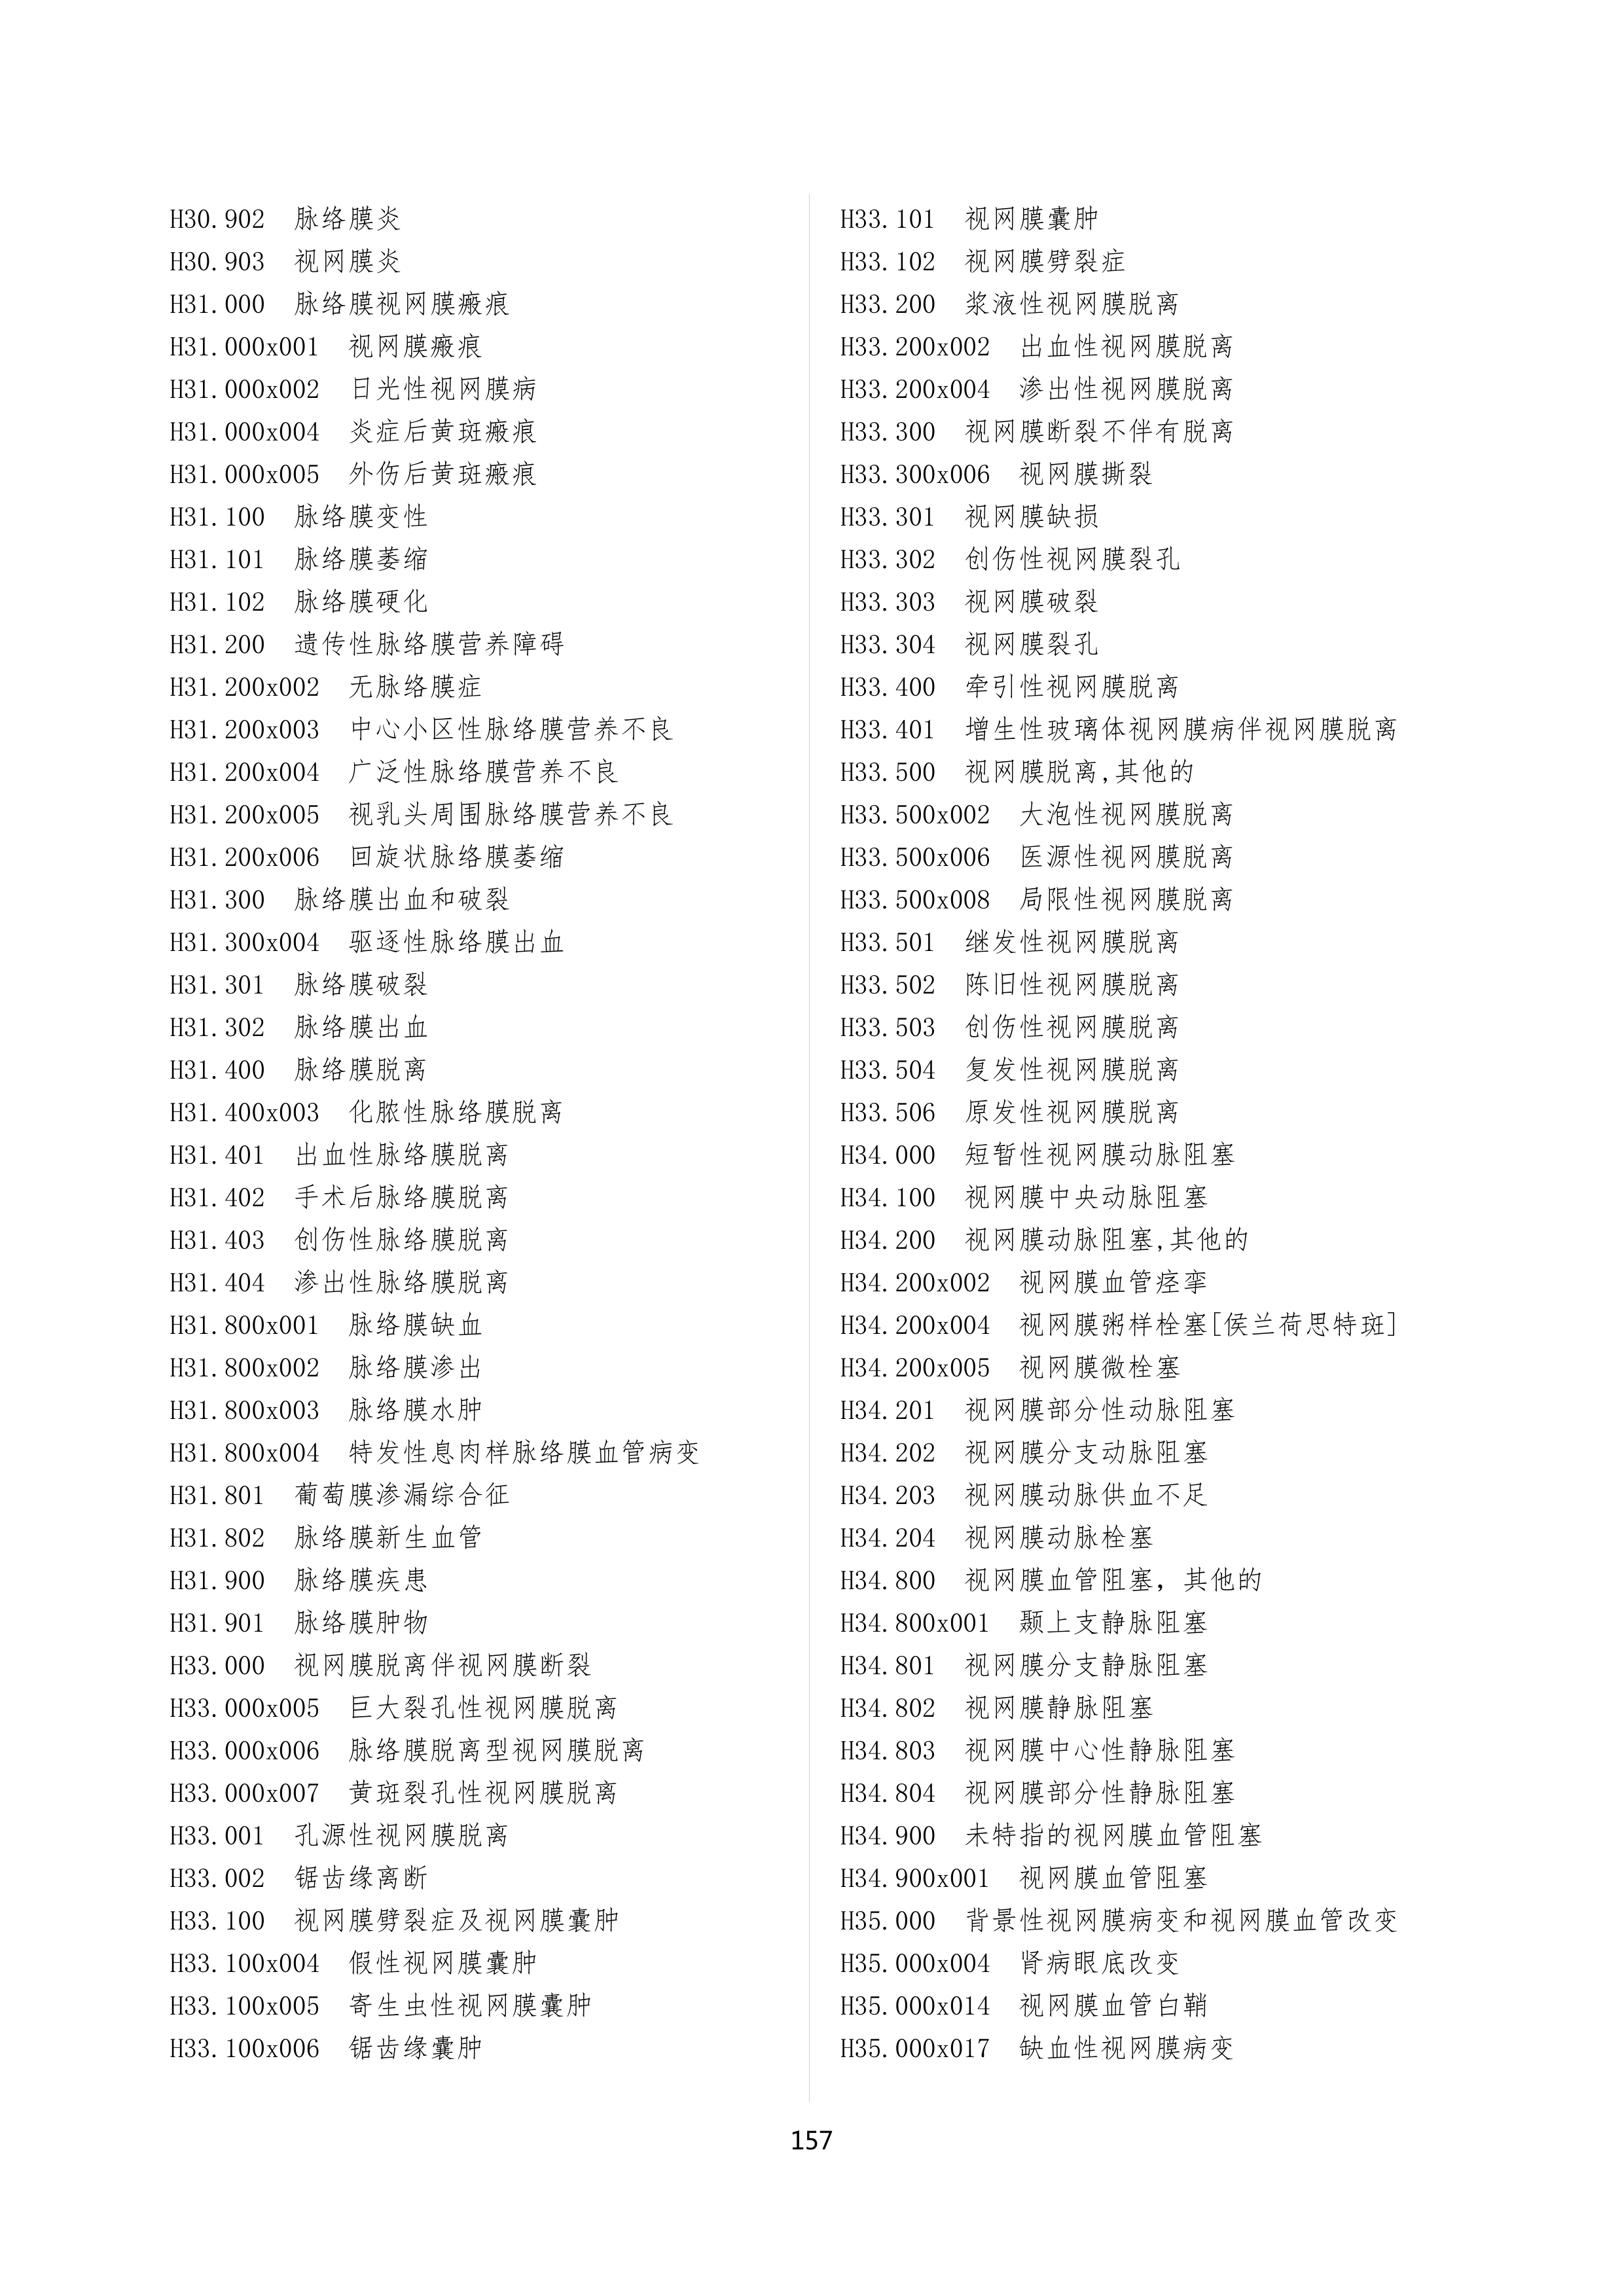 H30.902 脉络膜炎
H30.903 视网膜炎
H31.000 脉络膜视网膜瘢痕
H31.000x001 视网膜瘢痕
H31.000x002 日光性视网膜病
H31.000x004 炎症后黄斑瘢痕
H31.000x005 外伤后黄斑瘢痕
H31.100 脉络膜变性
H31.101 脉络膜萎缩
H31.102 脉络膜硬化
H31.200 遗传性脉络膜营养障碍
H31.200x002 无脉络膜症
H31.200x003 中心小区性脉络膜营养不良
H31.200x004 广泛性脉络膜营养不良
H31.200x005 视乳头周围脉络膜营养不良
H31.200x006 回旋状脉络膜萎缩
H31.300 脉络膜出血和破裂
H31.300x004 驱逐性脉络膜出血
H31.301 脉络膜破裂
H31.302 脉络膜出血
H31.400 脉络膜脱离
H31.400x003 化脓性脉络膜脱离
H31.401 出血性脉络膜脱离
H31.402 手术后脉络膜脱离
H31.403 创伤性脉络膜脱离
H31.404 渗出性脉络膜脱离
H31.800x001 脉络膜缺血
H31.800x002 脉络膜渗出
H31.800x003 脉络膜水肿
H31.800x004 特发性息肉样脉络膜血管病变
H31.801 葡萄膜渗漏综合征
H31.802 脉络膜新生血管
H31.900 脉络膜疾患
H31.901 脉络膜肿物
H33.000 视网膜脱离伴视网膜断裂
H33.000x005 巨大裂孔性视网膜脱离
H33.000x006 脉络膜脱离型视网膜脱离
H33.000x007 黄斑裂孔性视网膜脱离
H33.001 孔源性视网膜脱离
H33.002 锯齿缘离断
H33.100 视网膜劈裂症及视网膜囊肿
H33.100x004 假性视网膜囊肿
H33.100x005 寄生虫性视网膜囊肿
H33.100x006 锯齿缘囊肿
H33.101 视网膜囊肿
H33.102 视网膜劈裂症
H33.200 浆液性视网膜脱离
H33.200x002 出血性视网膜脱离
H33.200x004 渗出性视网膜脱离
H33.300 视网膜断裂不伴有脱离
H33.300x006 视网膜撕裂
H33.301 视网膜缺损
H33.302 创伤性视网膜裂孔
H33.303 视网膜破裂
H33.304 视网膜裂孔
H33.400 牵引性视网膜脱离
H33.401 增生性玻璃体视网膜病伴视网膜脱离
H33.500 视网膜脱离,其他的
H33.500x002 大泡性视网膜脱离
H33.500x006 医源性视网膜脱离
H33.500x008 局限性视网膜脱离
H33.501 继发性视网膜脱离
H33.502 陈旧性视网膜脱离
H33.503 创伤性视网膜脱离
H33.504 复发性视网膜脱离
H33.506 原发性视网膜脱离
H34.000 短暂性视网膜动脉阻塞
H34.100 视网膜中央动脉阻塞
H34.200 视网膜动脉阻塞,其他的
H34.200x002 视网膜血管痉挛
H34.200x004 视网膜粥样栓塞[侯兰荷思特斑]
H34.200x005 视网膜微栓塞
H34.201 视网膜部分性动脉阻塞
H34.202 视网膜分支动脉阻塞
H34.203 视网膜动脉供血不足
H34.204 视网膜动脉栓塞
H34.800 视网膜血管阻塞，其他的
H34.800x001 颞上支静脉阻塞
H34.801 视网膜分支静脉阻塞
H34.802 视网膜静脉阻塞
H34.803 视网膜中心性静脉阻塞
H34.804 视网膜部分性静脉阻塞
H34.900 未特指的视网膜血管阻塞
H34.900x001 视网膜血管阻塞
H35.000 背景性视网膜病变和视网膜血管改变
H35.000x004 肾病眼底改变
H35.000x014 视网膜血管白鞘
H35.000x017 缺血性视网膜病变
157